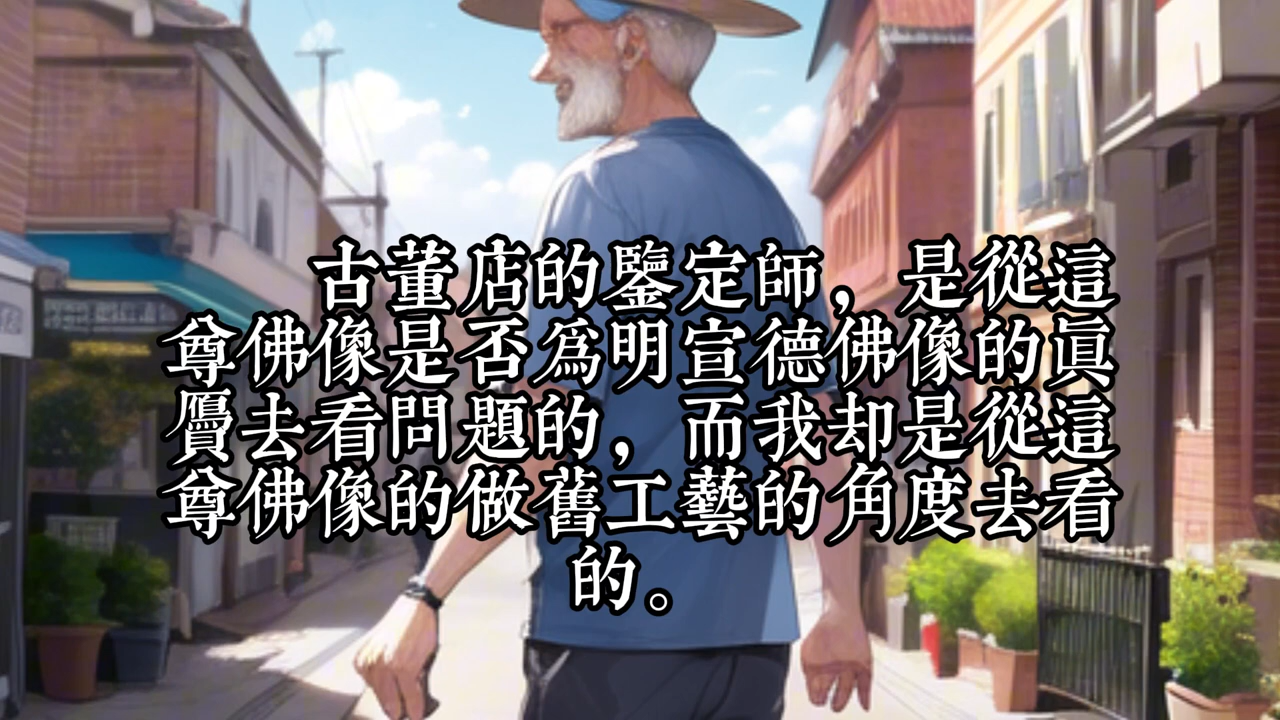 古董店的鑒定師，是從這
尊佛像是否爲明宣德佛像的眞
贋去看問題的，而我却是從這
尊佛像的做舊工藝的角度去看
的。